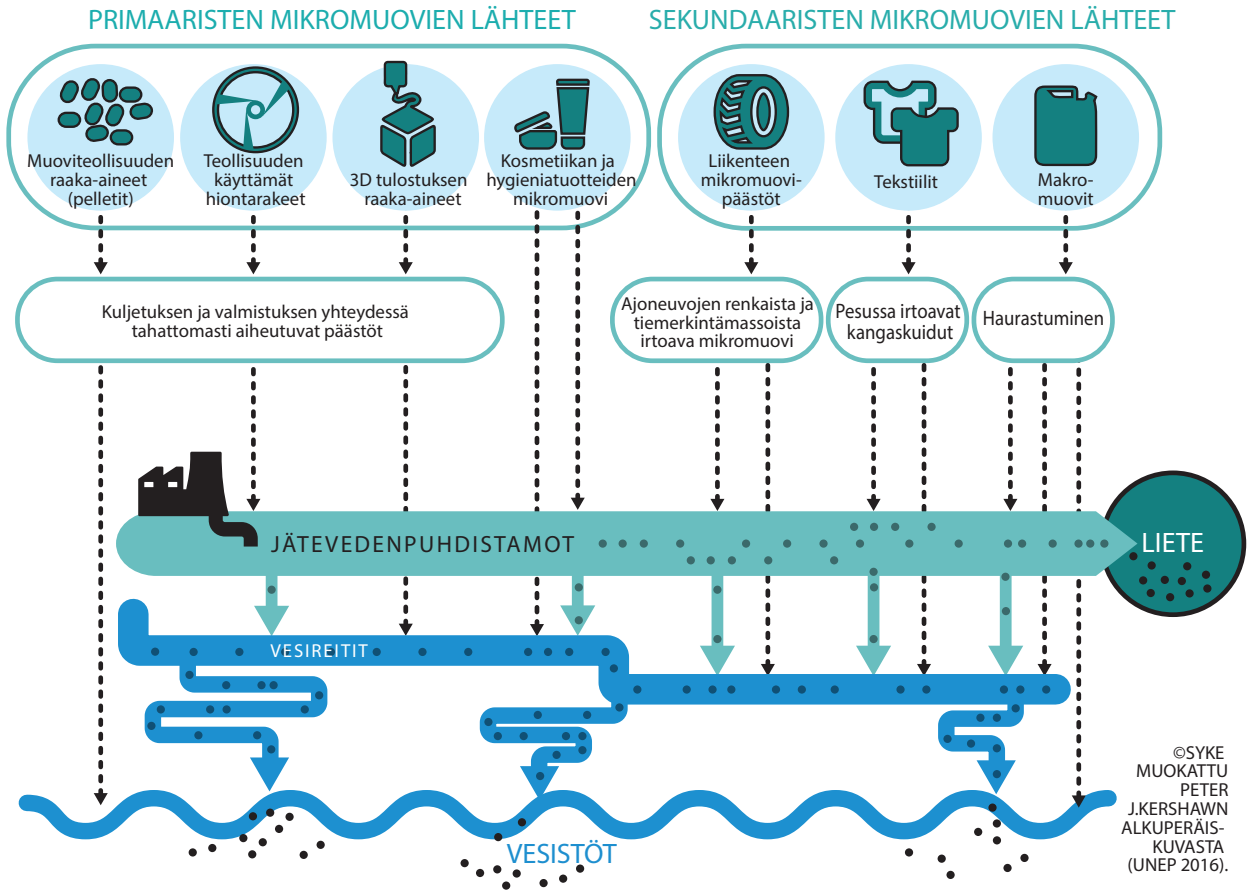 PRIMAARISTEN MIKROMUOVIEN LÄHTEET
SEKUNDAARISTEN MIKROMUOVIEN LÄHTEET
Muoviteollisuuden
raaka-aineet
(pelletit)
Teollisuuden
käyttämät
hiontarakeet
3D tulostuksen
raaka-aineet
Kosmetiikan ja
hygieniatuotteiden
mikromuovi
Liikenteen
mikromuovi-
päästöt
Tekstiilit
Makro-
muovit
Kuljetuksen ja valmistuksen yhteydessä
tahattomasti aiheutuvat päästöt
Ajoneuvojen renkaista ja
tiemerkintämassoista
irtoava mikromuovi
Pesussa irtoavat
kangaskuidut
Haurastuminen
JÄTEVEDENPUHDISTAMOT
LIETE
VESIREITIT
VESISTÖT
©SYKE
MUOKATTU
PETER
J.KERSHAWN
ALKUPERÄIS-
KUVASTA
(UNEP 2016).